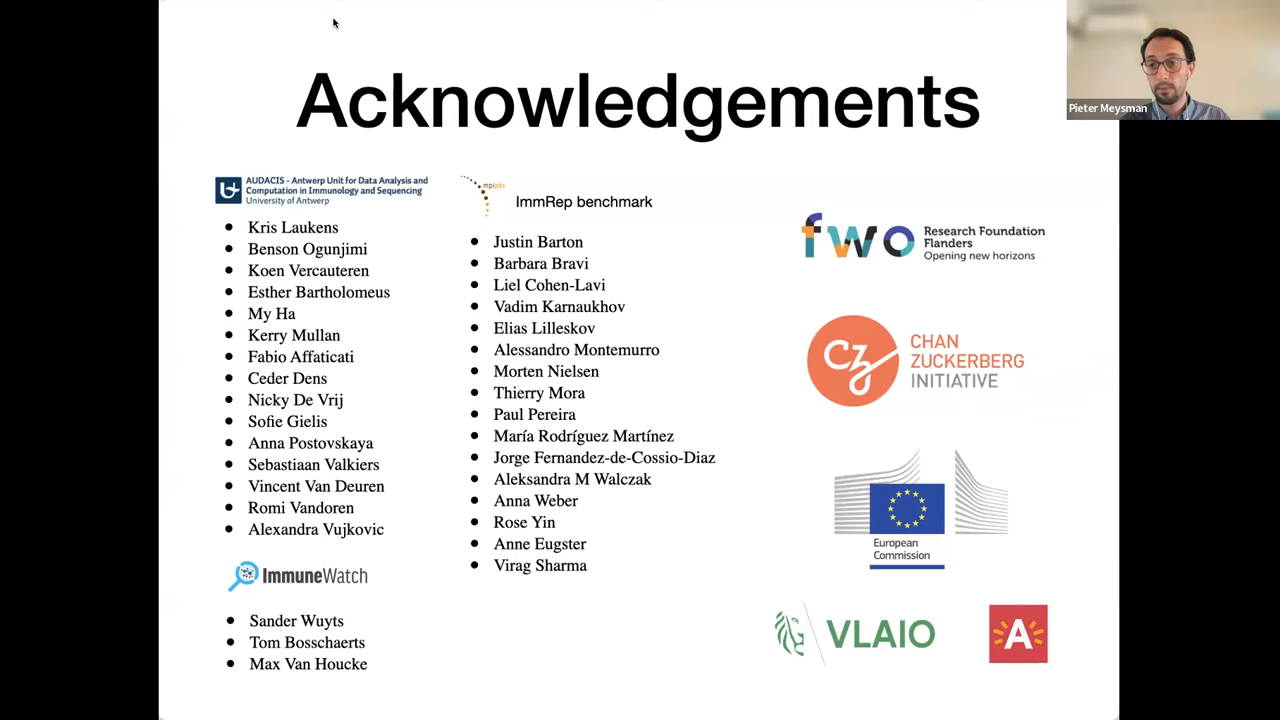 Acknowledgements
Pieter Meysman
AUDACIS - Antwerp Unit for Data Analysis and
Computation in Immunology and Sequencing
University of Antwerp
Kris Laukens
Benson Ogunjimi
Koen Vercauteren
Esther Bartholomeus
My Ha
Kerry Mullan
Fabio Affaticati
Ceder Dens
Nicky De Vrij
Sofie Gielis
Anna Postovskaya
Sebastiaan Valkiers
Vincent Van Deuren
Romi Vandoren
Alexandra Vujkovic
ImmuneWatch
Sander Wuyts
Tom Bosschaerts
Max Van Houcke
mpipks
ImmRep benchmark
Justin Barton
Barbara Bravi
Liel Cohen-Lavi
Vadim Karnaukhov
Elias Lilleskov
Alessandro Montemurro
Morten Nielsen
Thierry Mora
Paul Pereira
María Rodríguez Martínez
Jorge Fernandez-de-Cossio-Diaz
Aleksandra M Walczak
Anna Weber
Rose Yin
Anne Eugster
Virag Sharma
fwo
Research Foundation
Flanders
Opening new horizons
cz
CHAN
ZUCKERBERG
INITIATIVE
European
Commission
VLAIO
A